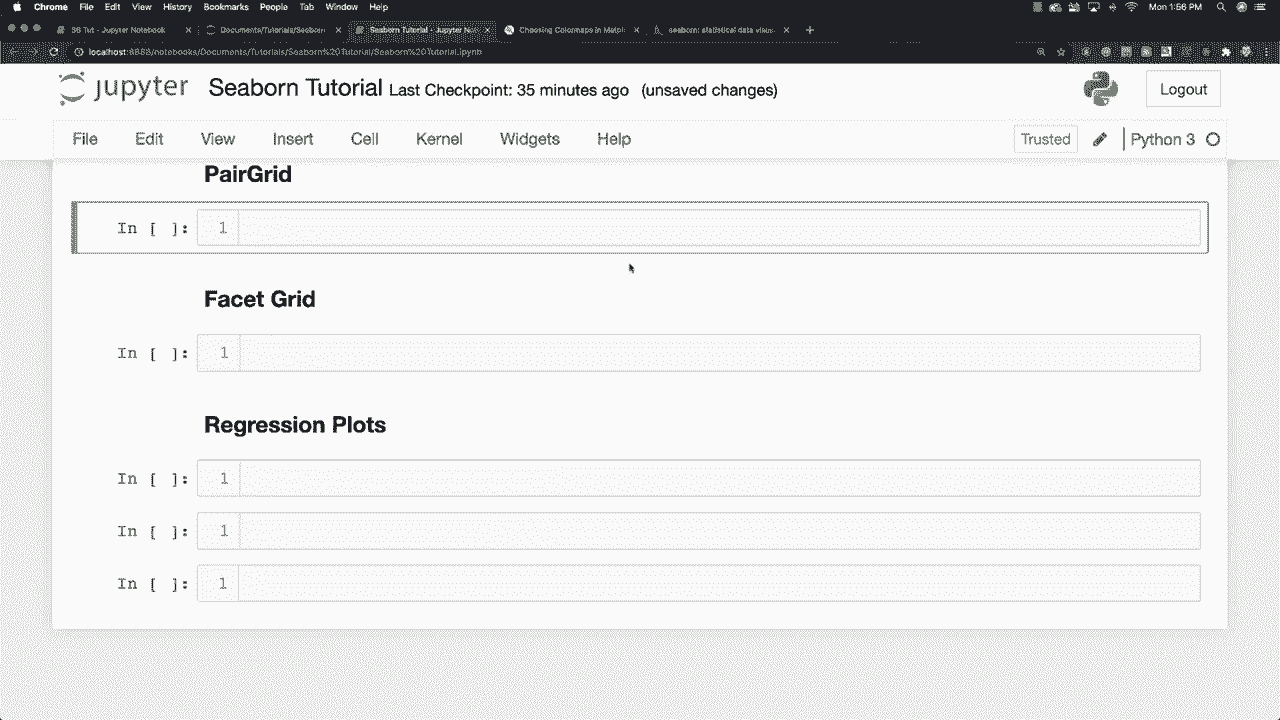 Chrome File Edit View History Bookmarks People Tab Window Help Mon 1:56 PM
SB Tut - Jupyter Notebook Documents/Tutorials/Seaborn Seaborn Tutorial - Jupyter Choosing Colormaps in Matpl seaborn: statistical data visua
localhost:8888/notebooks/Documents/Tutorials/Seaborn%20Tutorial/Seaborn%20Tutorial.ipynb
jupyter Seaborn Tutorial Last Checkpoint: 35 minutes ago (unsaved changes) Logout
File Edit View Insert Cell Kernel Widgets Help Trusted Python 3
PairGrid
In [ ]: 1
Facet Grid
In [ ]: 1
Regression Plots
In [ ]: 1
In [ ]: 1
In [ ]: 1